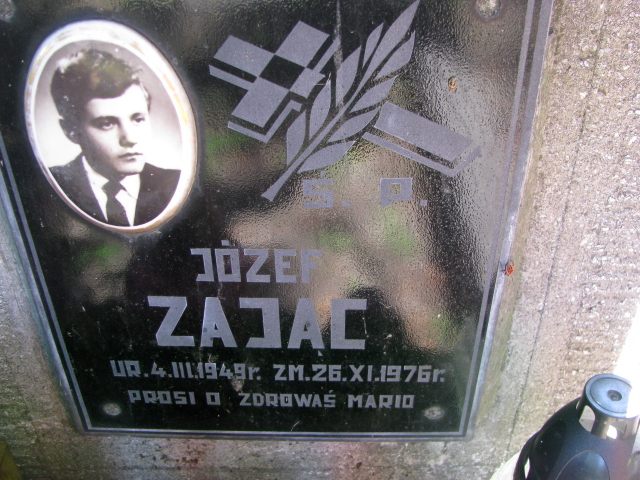 Ś. P.
JÓZEF
ZAJĄC
UR. 4.III.1949r. ZM. 26.XI.1976r.
PROSI O ZDROWAŚ MARIO